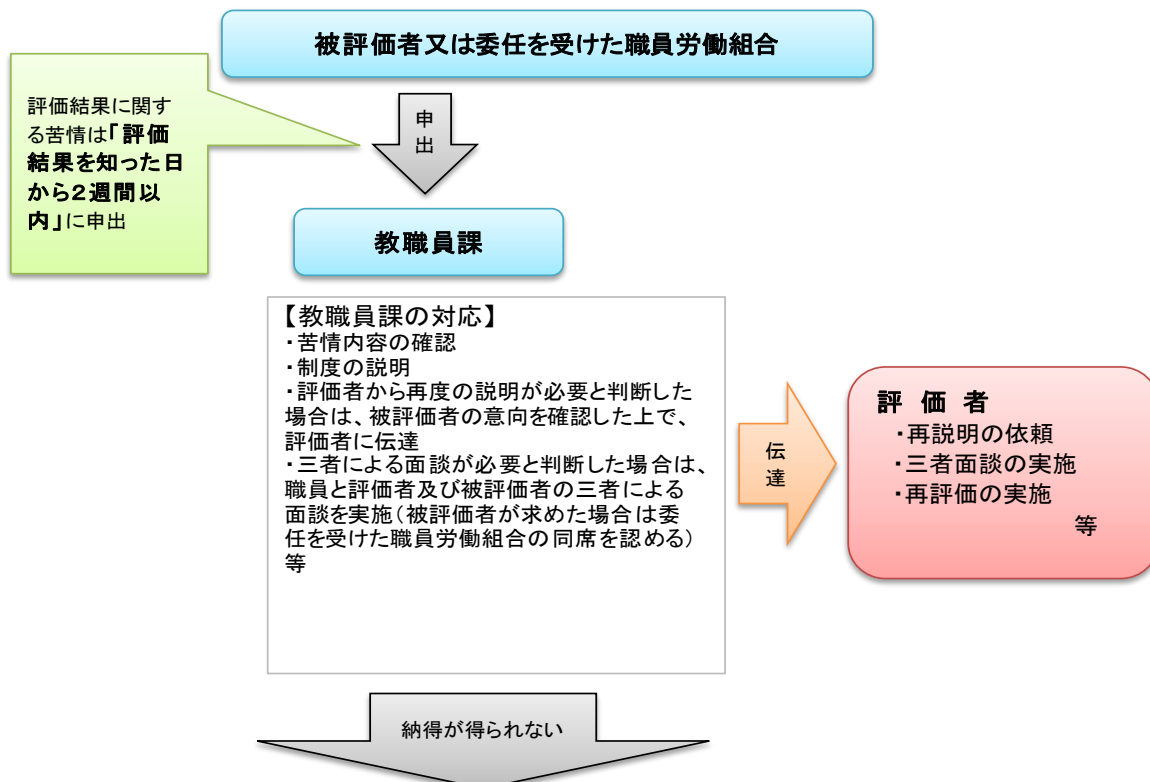 被評価者又は委任を受けた職員労働組合
評価結果に関す
る苦情は「評価
結果を知った日
から２週間以
内」に申出
申
出
教職員課
【教職員課の対応】
・苦情内容の確認
・制度の説明
・評価者から再度の説明が必要と判断した
場合は、被評価者の意向を確認した上で、
評価者に伝達
・三者による面談が必要と判断した場合は、
職員と評価者及び被評価者の三者による
面談を実施（被評価者が求めた場合は委
任を受けた職員労働組合の同席を認める）
等
伝
達
評 価 者
・再説明の依頼
・三者面談の実施
・再評価の実施
等
納得が得られない